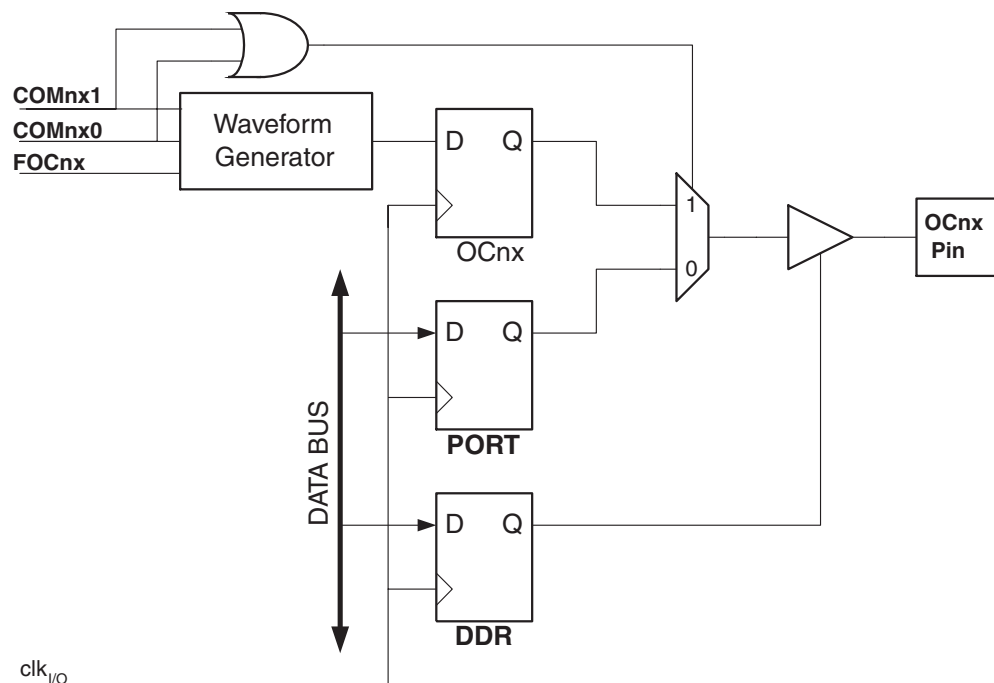 COMnx1
COMnx0
FOCnx
Waveform
Generator
D Q
OCnx
1
0
OCnx
Pin
D Q
PORT
DATA BUS
D Q
DDR
clkI/O